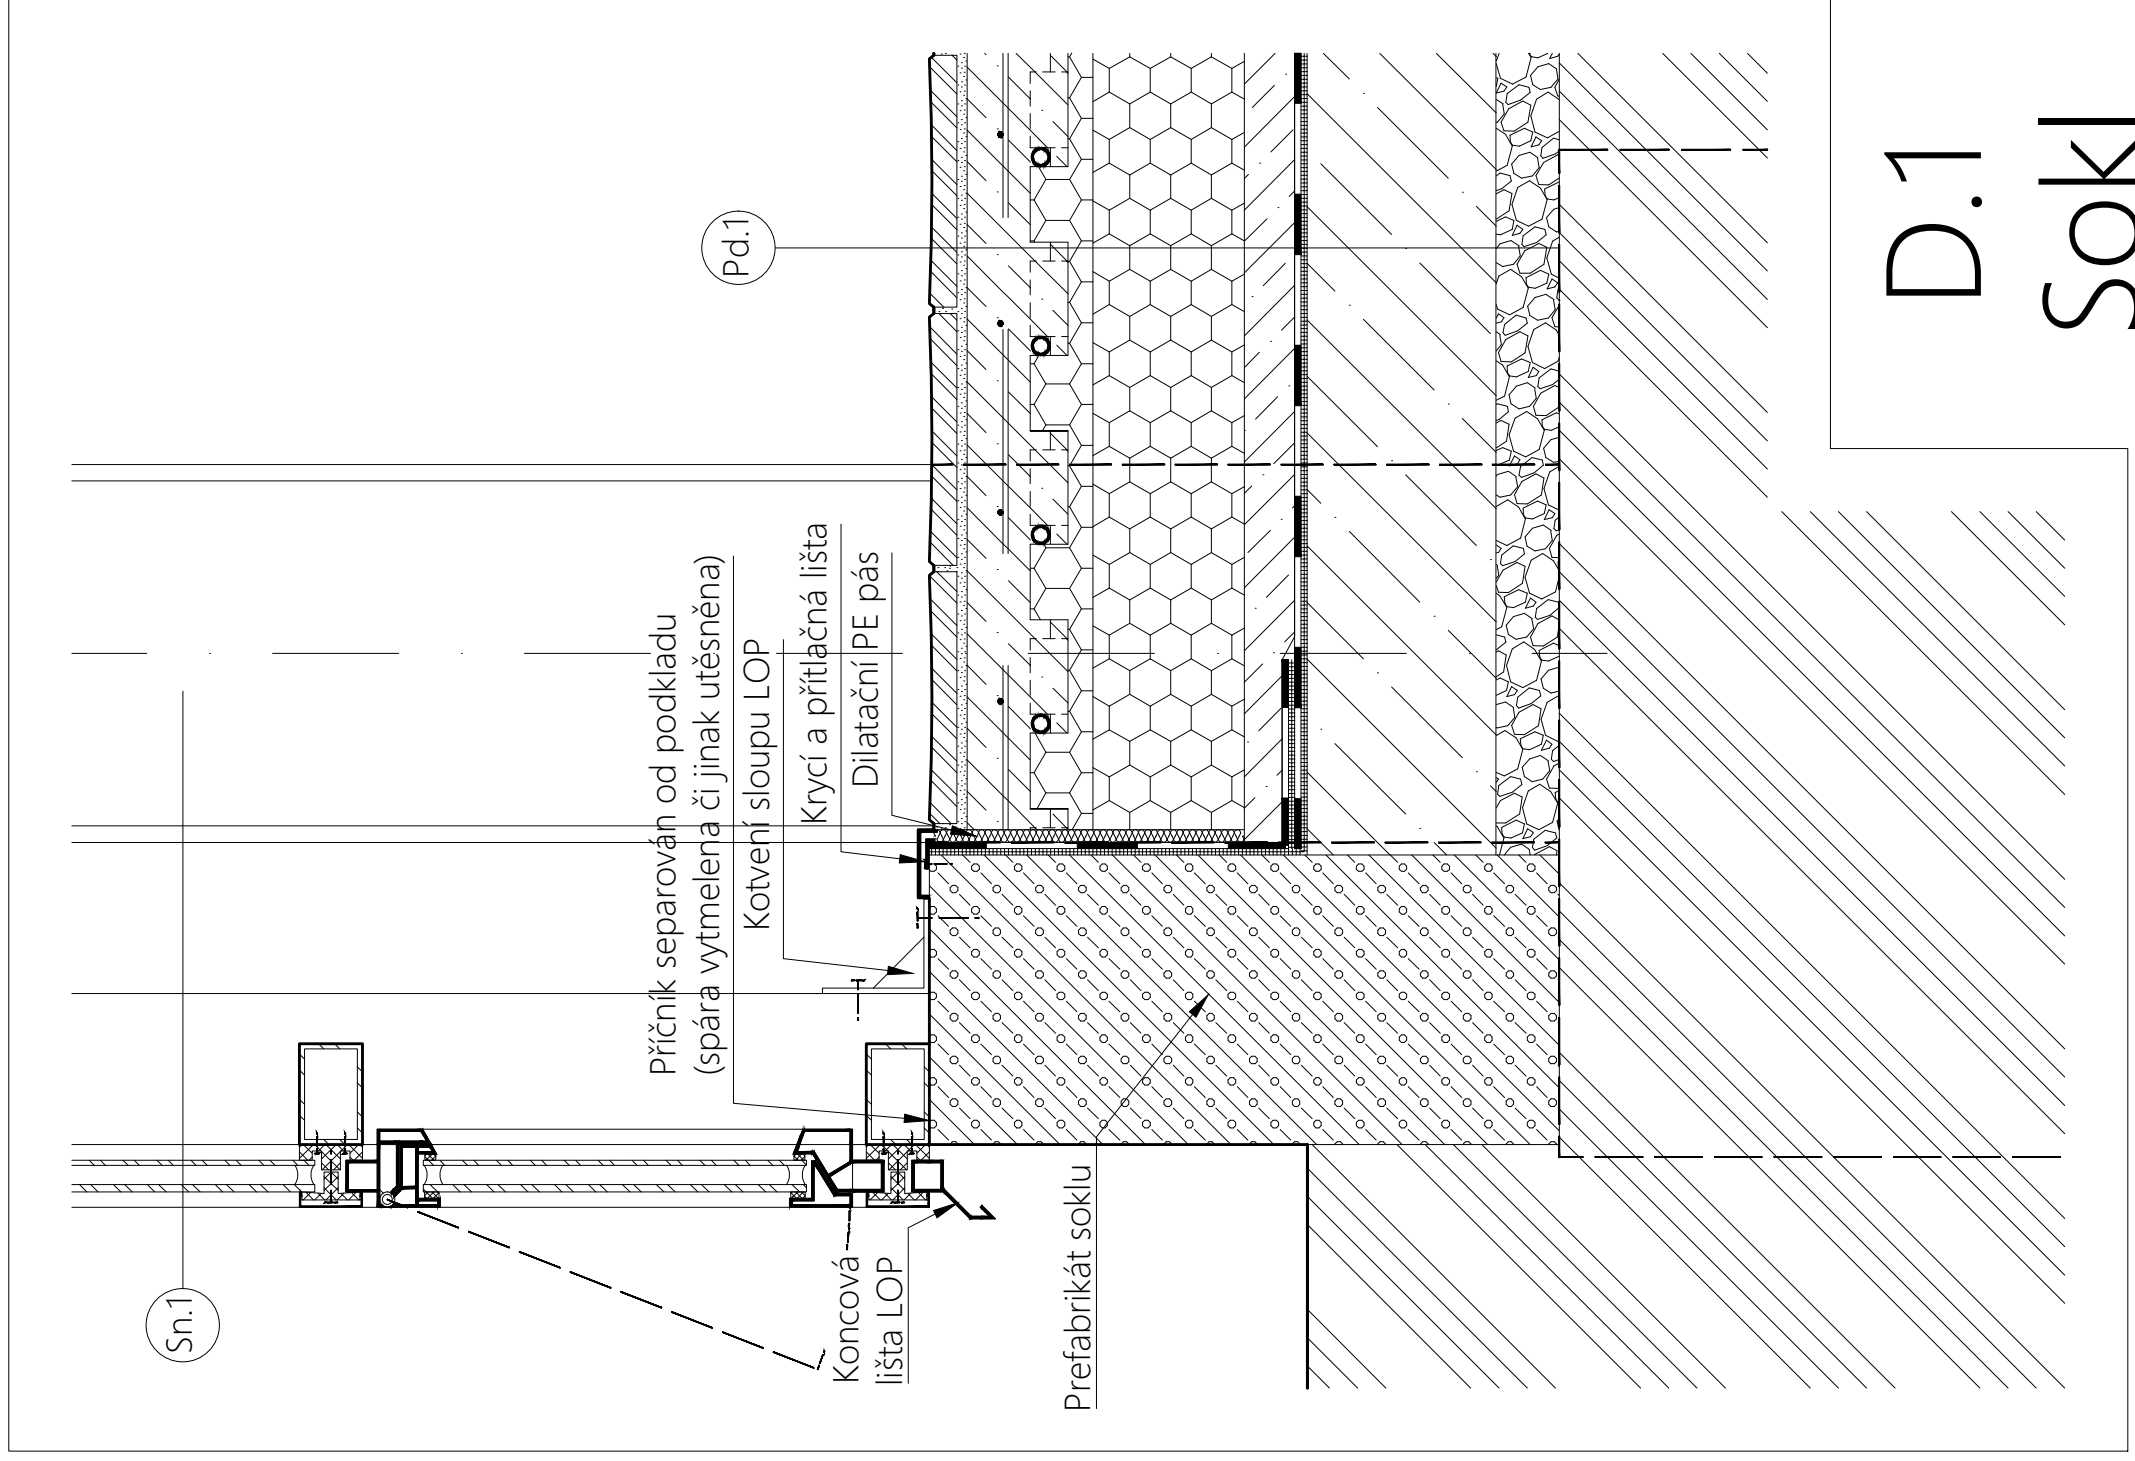 Sn.1
Příčník separován od podkladu
(spára vytmelena či jinak utěsněna)
Kotvení sloupu LOP
Krycí a přítlačná lišta
Dilatační PE pás
Pd.1
Koncová
lišta LOP
Prefabrikát soklu
D.1
Sokl